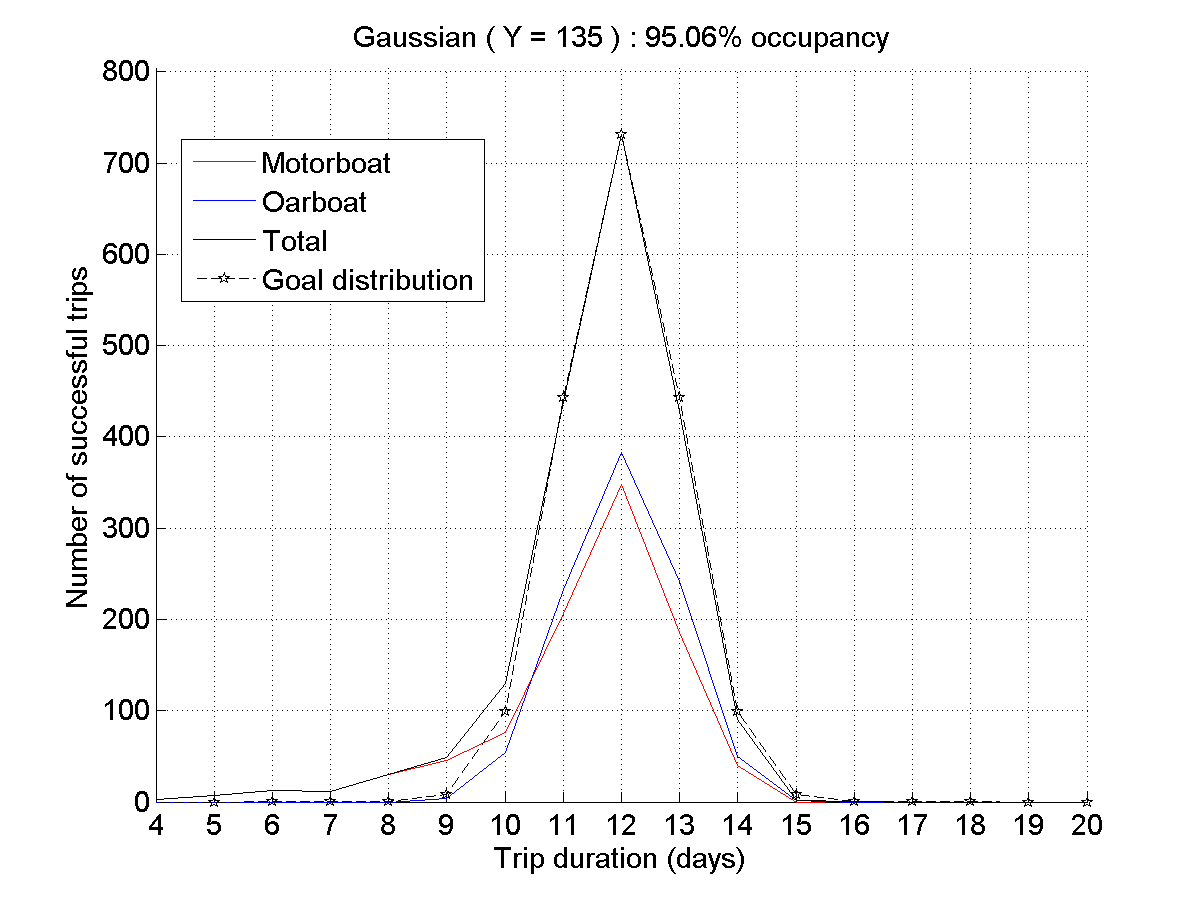 Gaussian ( Y = 135 ) : 95.06% occupancy
800
700
600
500
400
300
200
100
0
Motorboat
Oarboat
Total
Goal distribution
Number of successful trips
4 5 6 7 8 9 10 11 12 13 14 15 16 17 18 19 20
Trip duration (days)